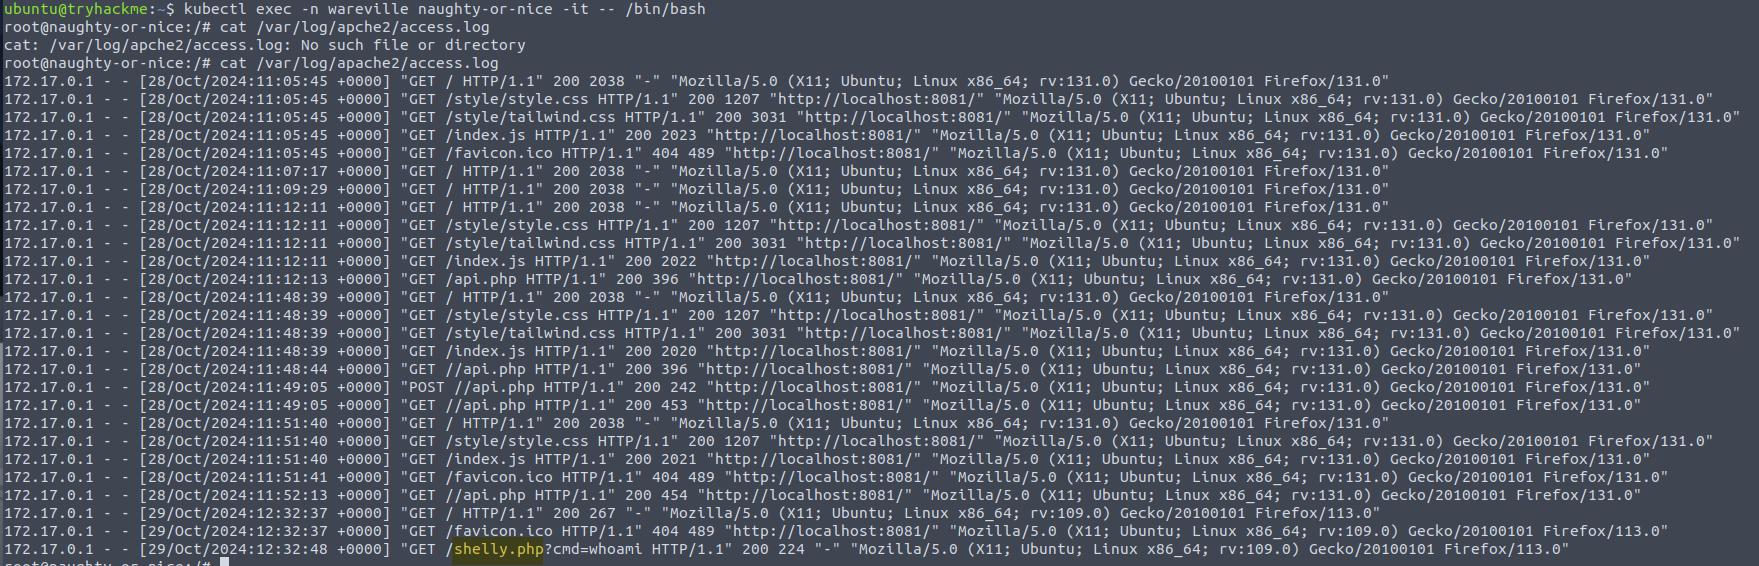 ubuntu@tryhackme:~$ kubectl exec -n wareville naughty-or-nice -it -- /bin/bash
root@naughty-or-nice:/# cat /var/log/apche2/access.log
cat: /var/log/apche2/access.log: No such file or directory
root@naughty-or-nice:/# cat /var/log/apache2/access.log
172.17.0.1 - - [28/Oct/2024:11:05:45 +0000] "GET / HTTP/1.1" 200 2038 "-" "Mozilla/5.0 (X11; Ubuntu; Linux x86_64; rv:131.0) Gecko/20100101 Firefox/131.0"
172.17.0.1 - - [28/Oct/2024:11:05:45 +0000] "GET /style/style.css HTTP/1.1" 200 1207 "http://localhost:8081/" "Mozilla/5.0 (X11; Ubuntu; Linux x86_64; rv:131.0) Gecko/20100101 Firefox/131.0"
172.17.0.1 - - [28/Oct/2024:11:05:45 +0000] "GET /style/tailwind.css HTTP/1.1" 200 3031 "http://localhost:8081/" "Mozilla/5.0 (X11; Ubuntu; Linux x86_64; rv:131.0) Gecko/20100101 Firefox/131.0"
172.17.0.1 - - [28/Oct/2024:11:05:45 +0000] "GET /index.js HTTP/1.1" 200 2023 "http://localhost:8081/" "Mozilla/5.0 (X11; Ubuntu; Linux x86_64; rv:131.0) Gecko/20100101 Firefox/131.0"
172.17.0.1 - - [28/Oct/2024:11:05:45 +0000] "GET /favicon.ico HTTP/1.1" 404 489 "http://localhost:8081/" "Mozilla/5.0 (X11; Ubuntu; Linux x86_64; rv:131.0) Gecko/20100101 Firefox/131.0"
172.17.0.1 - - [28/Oct/2024:11:07:17 +0000] "GET / HTTP/1.1" 200 2038 "-" "Mozilla/5.0 (X11; Ubuntu; Linux x86_64; rv:131.0) Gecko/20100101 Firefox/131.0"
172.17.0.1 - - [28/Oct/2024:11:09:29 +0000] "GET / HTTP/1.1" 200 2038 "-" "Mozilla/5.0 (X11; Ubuntu; Linux x86_64; rv:131.0) Gecko/20100101 Firefox/131.0"
172.17.0.1 - - [28/Oct/2024:11:12:11 +0000] "GET / HTTP/1.1" 200 2038 "-" "Mozilla/5.0 (X11; Ubuntu; Linux x86_64; rv:131.0) Gecko/20100101 Firefox/131.0"
172.17.0.1 - - [28/Oct/2024:11:12:11 +0000] "GET /style/style.css HTTP/1.1" 200 1207 "http://localhost:8081/" "Mozilla/5.0 (X11; Ubuntu; Linux x86_64; rv:131.0) Gecko/20100101 Firefox/131.0"
172.17.0.1 - - [28/Oct/2024:11:12:11 +0000] "GET /style/tailwind.css HTTP/1.1" 200 3031 "http://localhost:8081/" "Mozilla/5.0 (X11; Ubuntu; Linux x86_64; rv:131.0) Gecko/20100101 Firefox/131.0"
172.17.0.1 - - [28/Oct/2024:11:12:11 +0000] "GET /index.js HTTP/1.1" 200 2022 "http://localhost:8081/" "Mozilla/5.0 (X11; Ubuntu; Linux x86_64; rv:131.0) Gecko/20100101 Firefox/131.0"
172.17.0.1 - - [28/Oct/2024:11:12:13 +0000] "GET /api.php HTTP/1.1" 200 396 "http://localhost:8081/" "Mozilla/5.0 (X11; Ubuntu; Linux x86_64; rv:131.0) Gecko/20100101 Firefox/131.0"
172.17.0.1 - - [28/Oct/2024:11:48:39 +0000] "GET / HTTP/1.1" 200 2038 "-" "Mozilla/5.0 (X11; Ubuntu; Linux x86_64; rv:131.0) Gecko/20100101 Firefox/131.0"
172.17.0.1 - - [28/Oct/2024:11:48:39 +0000] "GET /style/style.css HTTP/1.1" 200 1207 "http://localhost:8081/" "Mozilla/5.0 (X11; Ubuntu; Linux x86_64; rv:131.0) Gecko/20100101 Firefox/131.0"
172.17.0.1 - - [28/Oct/2024:11:48:39 +0000] "GET /style/tailwind.css HTTP/1.1" 200 3031 "http://localhost:8081/" "Mozilla/5.0 (X11; Ubuntu; Linux x86_64; rv:131.0) Gecko/20100101 Firefox/131.0"
172.17.0.1 - - [28/Oct/2024:11:48:39 +0000] "GET /index.js HTTP/1.1" 200 2020 "http://localhost:8081/" "Mozilla/5.0 (X11; Ubuntu; Linux x86_64; rv:131.0) Gecko/20100101 Firefox/131.0"
172.17.0.1 - - [28/Oct/2024:11:48:44 +0000] "GET //api.php HTTP/1.1" 200 396 "http://localhost:8081/" "Mozilla/5.0 (X11; Ubuntu; Linux x86_64; rv:131.0) Gecko/20100101 Firefox/131.0"
172.17.0.1 - - [28/Oct/2024:11:49:05 +0000] "POST //api.php HTTP/1.1" 200 242 "http://localhost:8081/" "Mozilla/5.0 (X11; Ubuntu; Linux x86_64; rv:131.0) Gecko/20100101 Firefox/131.0"
172.17.0.1 - - [28/Oct/2024:11:49:05 +0000] "GET //api.php HTTP/1.1" 200 453 "http://localhost:8081/" "Mozilla/5.0 (X11; Ubuntu; Linux x86_64; rv:131.0) Gecko/20100101 Firefox/131.0"
172.17.0.1 - - [28/Oct/2024:11:51:40 +0000] "GET / HTTP/1.1" 200 2038 "-" "Mozilla/5.0 (X11; Ubuntu; Linux x86_64; rv:131.0) Gecko/20100101 Firefox/131.0"
172.17.0.1 - - [28/Oct/2024:11:51:40 +0000] "GET /style/style.css HTTP/1.1" 200 1207 "http://localhost:8081/" "Mozilla/5.0 (X11; Ubuntu; Linux x86_64; rv:131.0) Gecko/20100101 Firefox/131.0"
172.17.0.1 - - [28/Oct/2024:11:51:40 +0000] "GET /index.js HTTP/1.1" 200 2021 "http://localhost:8081/" "Mozilla/5.0 (X11; Ubuntu; Linux x86_64; rv:131.0) Gecko/20100101 Firefox/131.0"
172.17.0.1 - - [28/Oct/2024:11:51:41 +0000] "GET /favicon.ico HTTP/1.1" 404 489 "http://localhost:8081/" "Mozilla/5.0 (X11; Ubuntu; Linux x86_64; rv:131.0) Gecko/20100101 Firefox/131.0"
172.17.0.1 - - [28/Oct/2024:11:52:13 +0000] "GET //api.php HTTP/1.1" 200 454 "http://localhost:8081/" "Mozilla/5.0 (X11; Ubuntu; Linux x86_64; rv:131.0) Gecko/20100101 Firefox/131.0"
172.17.0.1 - - [29/Oct/2024:12:32:37 +0000] "GET / HTTP/1.1" 200 267 "-" "Mozilla/5.0 (X11; Ubuntu; Linux x86_64; rv:109.0) Gecko/20100101 Firefox/113.0"
172.17.0.1 - - [29/Oct/2024:12:32:37 +0000] "GET /favicon.ico HTTP/1.1" 404 489 "http://localhost:8081/" "Mozilla/5.0 (X11; Ubuntu; Linux x86_64; rv:109.0) Gecko/20100101 Firefox/113.0"
172.17.0.1 - - [29/Oct/2024:12:32:48 +0000] "GET /shelly.php?cmd=whoami HTTP/1.1" 200 224 "-" "Mozilla/5.0 (X11; Ubuntu; Linux x86_64; rv:109.0) Gecko/20100101 Firefox/113.0"
root@naughty-or-nice:/#